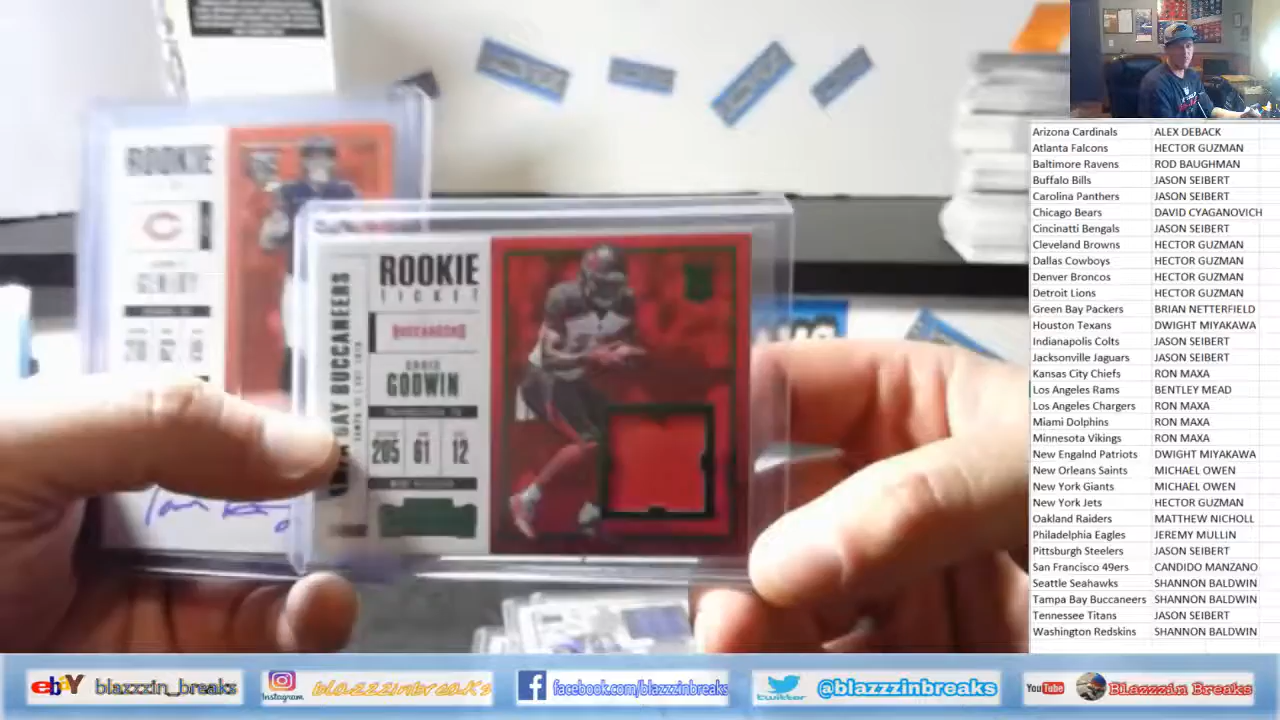 ROOKIE
ROOKIE
TICKET
BUCCANEERS
GODWIN
205 61 12
BAY BUCCANEERS
Arizona Cardinals ALEX DEBACK
Atlanta Falcons HECTOR GUZMAN
Baltimore Ravens ROD BAUGHMAN
Buffalo Bills JASON SEIBERT
Carolina Panthers JASON SEIBERT
Chicago Bears DAVID CYAGANOVICH
Cincinatti Bengals JASON SEIBERT
Cleveland Browns HECTOR GUZMAN
Dallas Cowboys HECTOR GUZMAN
Denver Broncos HECTOR GUZMAN
Detroit Lions HECTOR GUZMAN
Green Bay Packers BRIAN NETTERFIELD
Houston Texans DWIGHT MIYAKAWA
Indianapolis Colts JASON SEIBERT
Jacksonville Jaguars JASON SEIBERT
Kansas City Chiefs RON MAXA
Los Angeles Rams BENTLEY MEAD
Los Angeles Chargers RON MAXA
Miami Dolphins RON MAXA
Minnesota Vikings RON MAXA
New Engalnd Patriots DWIGHT MIYAKAWA
New Orleans Saints MICHAEL OWEN
New York Giants MICHAEL OWEN
New York Jets HECTOR GUZMAN
Oakland Raiders MATTHEW NICHOLL
Philadelphia Eagles JEREMY MULLIN
Pittsburgh Steelers JASON SEIBERT
San Francisco 49ers CANDIDO MANZANO
Seattle Seahawks SHANNON BALDWIN
Tampa Bay Buccaneers SHANNON BALDWIN
Tennessee Titans JASON SEIBERT
Washington Redskins SHANNON BALDWIN
ebay blazzzin_breaks
Instagram blazzzinbreaks
facebook.com/blazzzinbreaks
twitter @blazzzinbreaks
YouTube Blazzzin Breaks